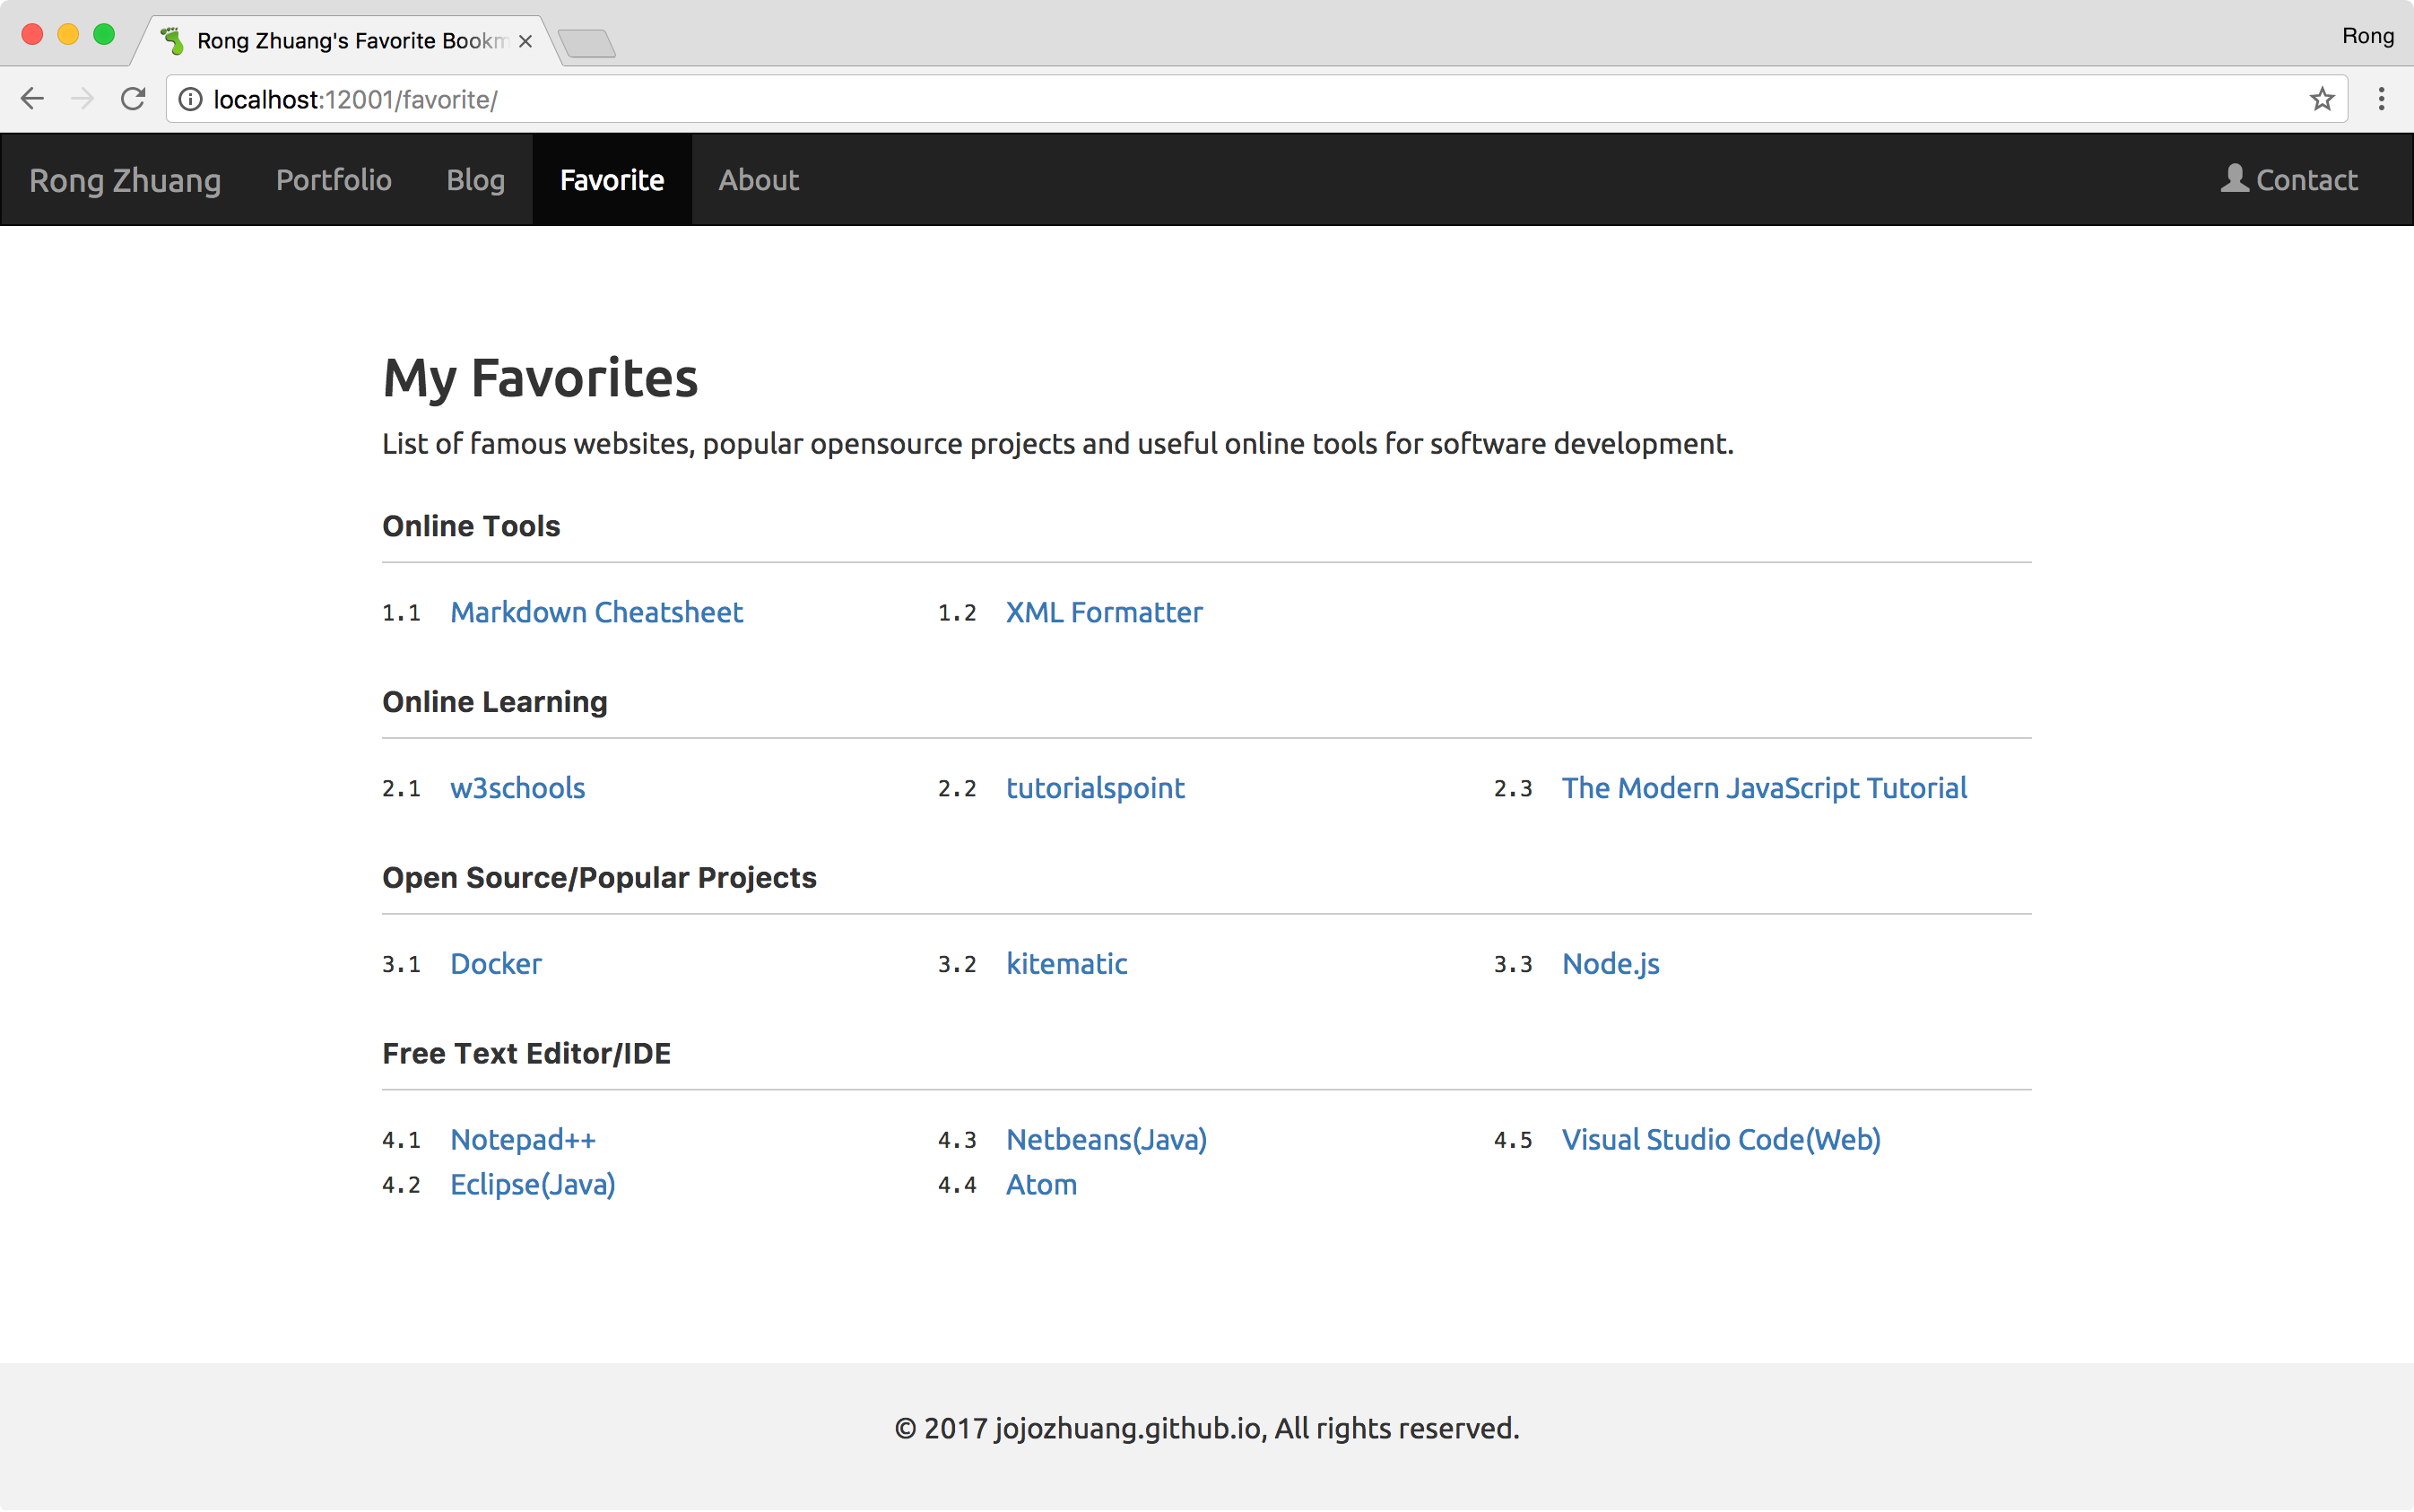 Rong Zhuang's Favorite Bookm
Rong
localhost:12001/favorite/
Rong Zhuang Portfolio Blog Favorite About Contact
My Favorites
List of famous websites, popular opensource projects and useful online tools for software development.
Online Tools
1.1 Markdown Cheatsheet 1.2 XML Formatter
Online Learning
2.1 w3schools 2.2 tutorialspoint 2.3 The Modern JavaScript Tutorial
Open Source/Popular Projects
3.1 Docker 3.2 kitematic 3.3 Node.js
Free Text Editor/IDE
4.1 Notepad++ 4.3 Netbeans(Java) 4.5 Visual Studio Code(Web)
4.2 Eclipse(Java) 4.4 Atom
© 2017 jojozhuang.github.io, All rights reserved.